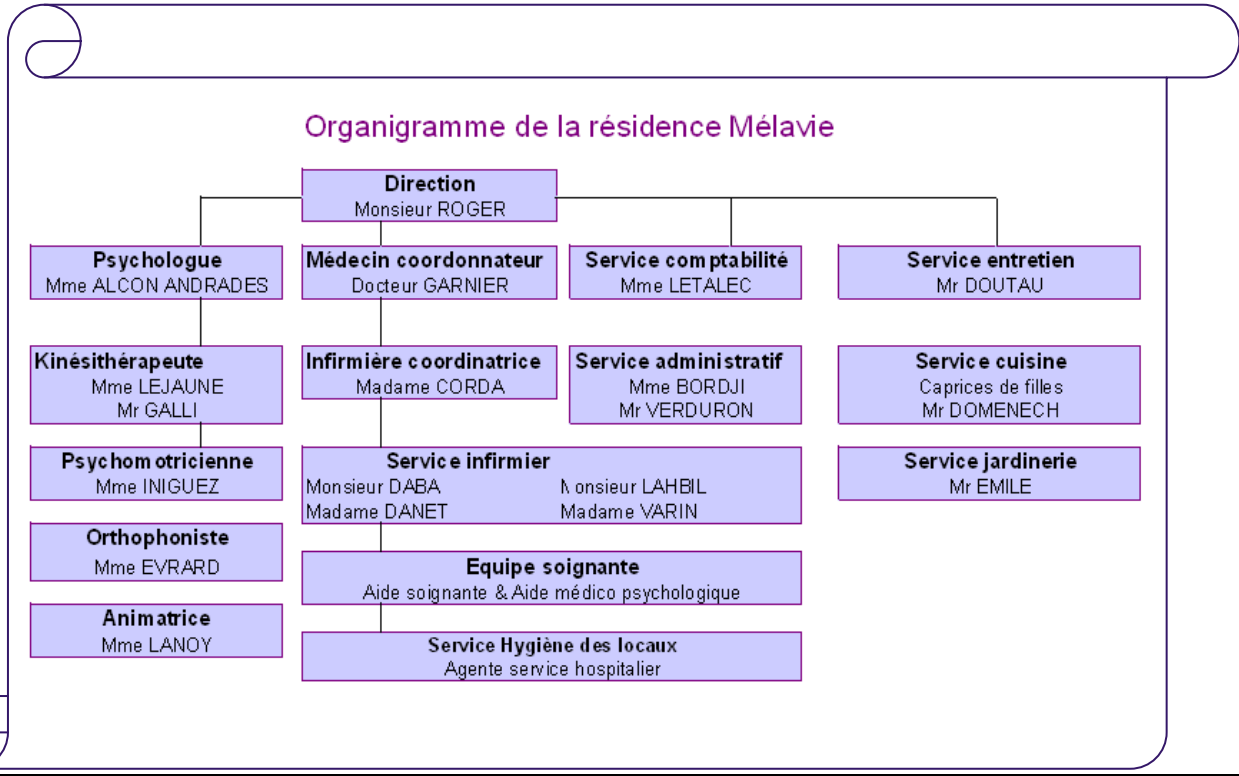 Organigramme de la résidence Mélavie
Direction
Monsieur ROGER
Psychologue
Mme ALCON ANDRADES
Médecin coordonnateur
Docteur GARNIER
Service comptabilité
Mme LETALEC
Service entretien
Mr DOUTAU
Kinésithérapeute
Mme LEJAUNE
Mr GALLI
Infirmière coordinatrice
Madame CORDA
Service administratif
Mme BORDJI
Mr VERDURON
Service cuisine
Caprices de filles
Mr DOMENECH
Psychomotricienne
Mme INIGUEZ
Service infirmier
Monsieur DABA Monsieur LAHBIL
Madame DANET Madame VARIN
Service jardinerie
Mr EMILE
Orthophoniste
Mme EVRARD
Equipe soignante
Aide soignante & Aide médico psychologique
Animatrice
Mme LANOY
Service Hygiène des locaux
Agente service hospitalier